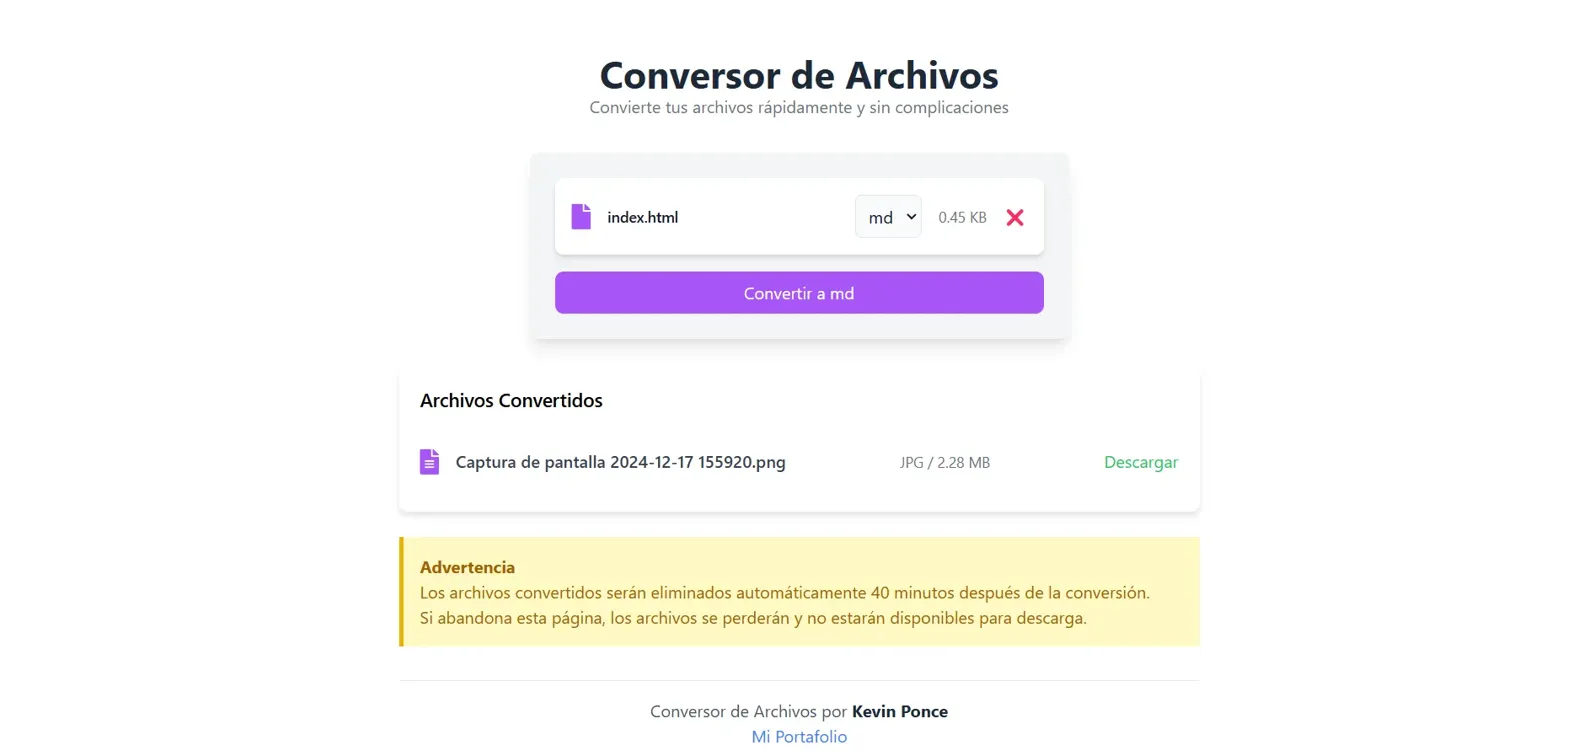 Conversor de Archivos
Convierte tus archivos rápidamente y sin complicaciones
index.html md 0.45 KB
Convertir a md
Archivos Convertidos
Captura de pantalla 2024-12-17 155920.png JPG / 2.28 MB Descargar
Advertencia
Los archivos convertidos serán eliminados automáticamente 40 minutos después de la conversión.
Si abandona esta página, los archivos se perderán y no estarán disponibles para descarga.
Conversor de Archivos por Kevin Ponce
Mi Portafolio